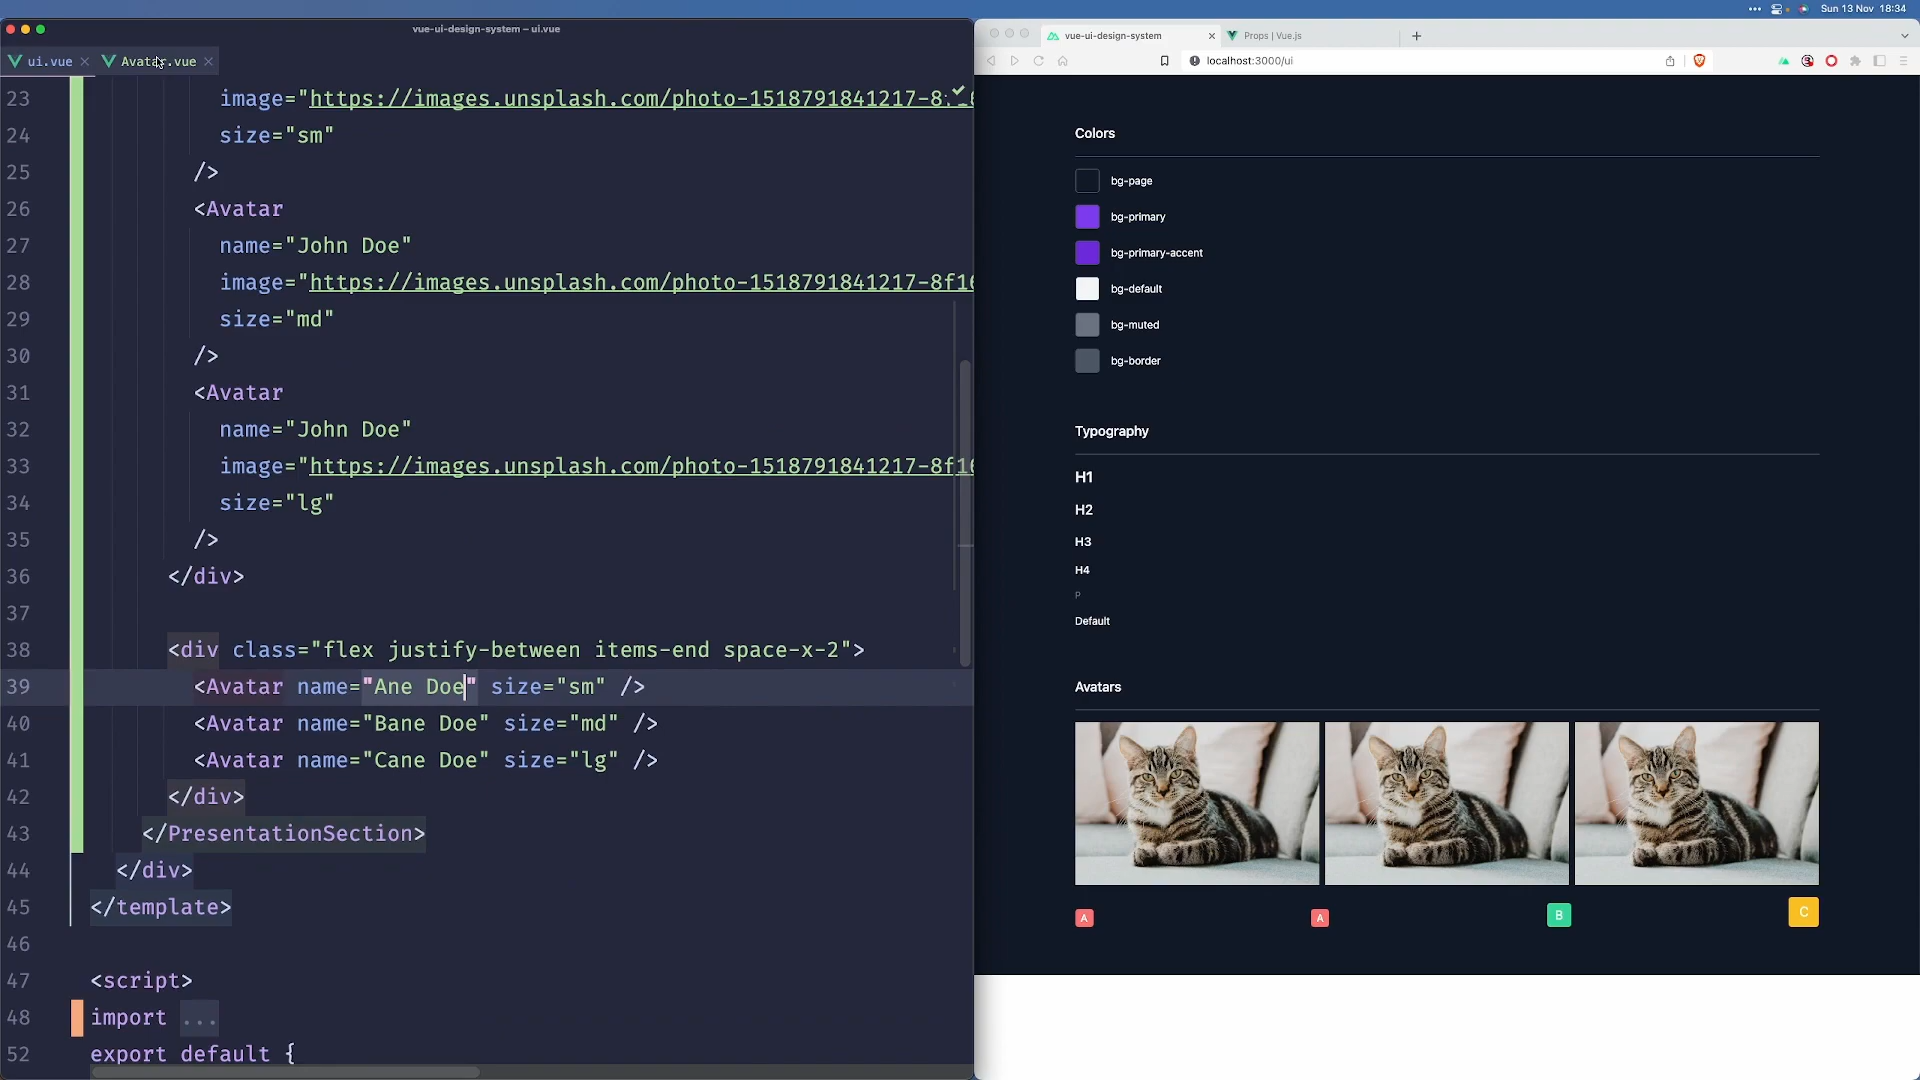 Sun 13 Nov 18:34
vue-ui-design-system – ui.vue
ui.vue
Avatar.vue
23 image="https://images.unsplash.com/photo-1518791841217-8f16
24 size="sm"
25 />
26 <Avatar
27 name="John Doe"
28 image="https://images.unsplash.com/photo-1518791841217-8f16
29 size="md"
30 />
31 <Avatar
32 name="John Doe"
33 image="https://images.unsplash.com/photo-1518791841217-8f16
34 size="lg"
35 />
36 </div>
37
38 <div class="flex justify-between items-end space-x-2">
39 <Avatar name="Ane Doe" size="sm" />
40 <Avatar name="Bane Doe" size="md" />
41 <Avatar name="Cane Doe" size="lg" />
42 </div>
43 </PresentationSection>
44 </div>
45 </template>
46
47 <script>
48 import ...
52 export default {
vue-ui-design-system
Props | Vue.js
localhost:3000/ui
Colors
bg-page
bg-primary
bg-primary-accent
bg-default
bg-muted
bg-border
Typography
H1
H2
H3
H4
P
Default
Avatars
A
A
B
C